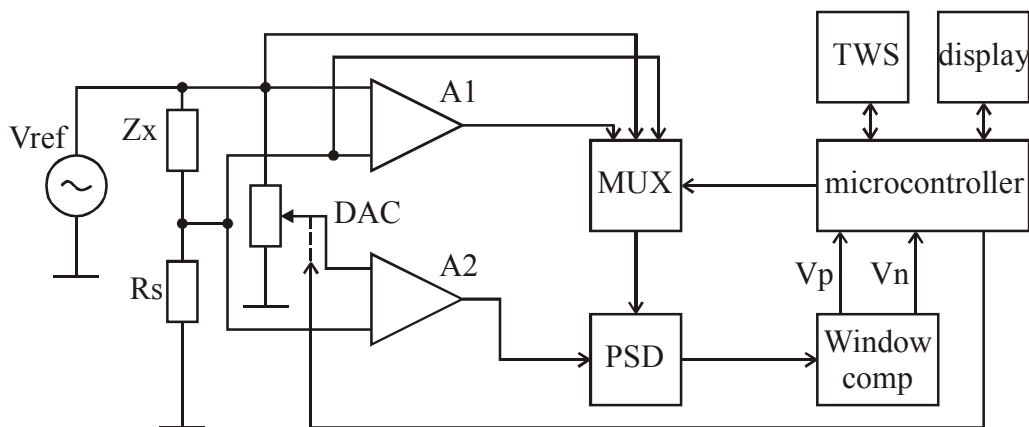 TWS
display
A1
Vref
Zx
MUX
microcontroller
DAC
A2
Rs
Vp
Vn
PSD
Window
comp